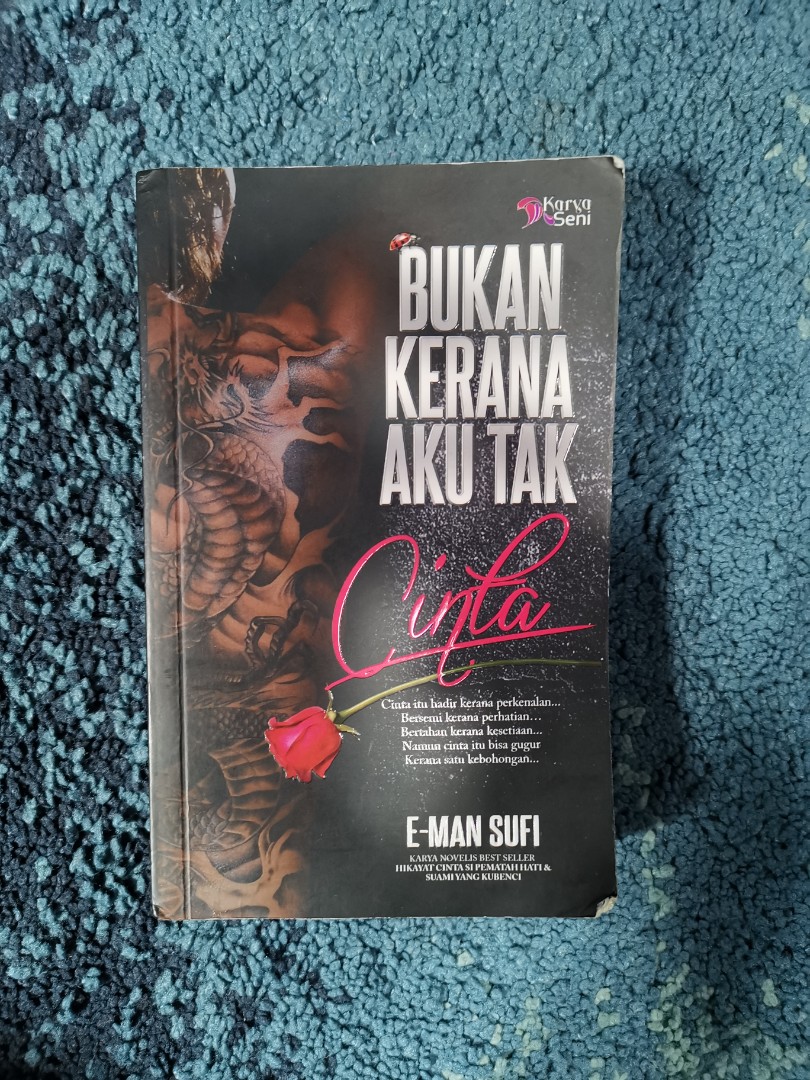 Karya
Seni
BUKAN
KERANA
AKU TAK
Cinta
Cinta itu hadir kerana perkenalan...
Bersemi kerana perhatian...
Bertahan kerana kesetiaan...
Namun cinta itu bisa gugur
Kerana satu kebohongan...
E-MAN SUFI
KARYA NOVELIS BEST SELLER
HIKAYAT CINTA SI PEMATAH HATI &
SUAMI YANG KUBENCI